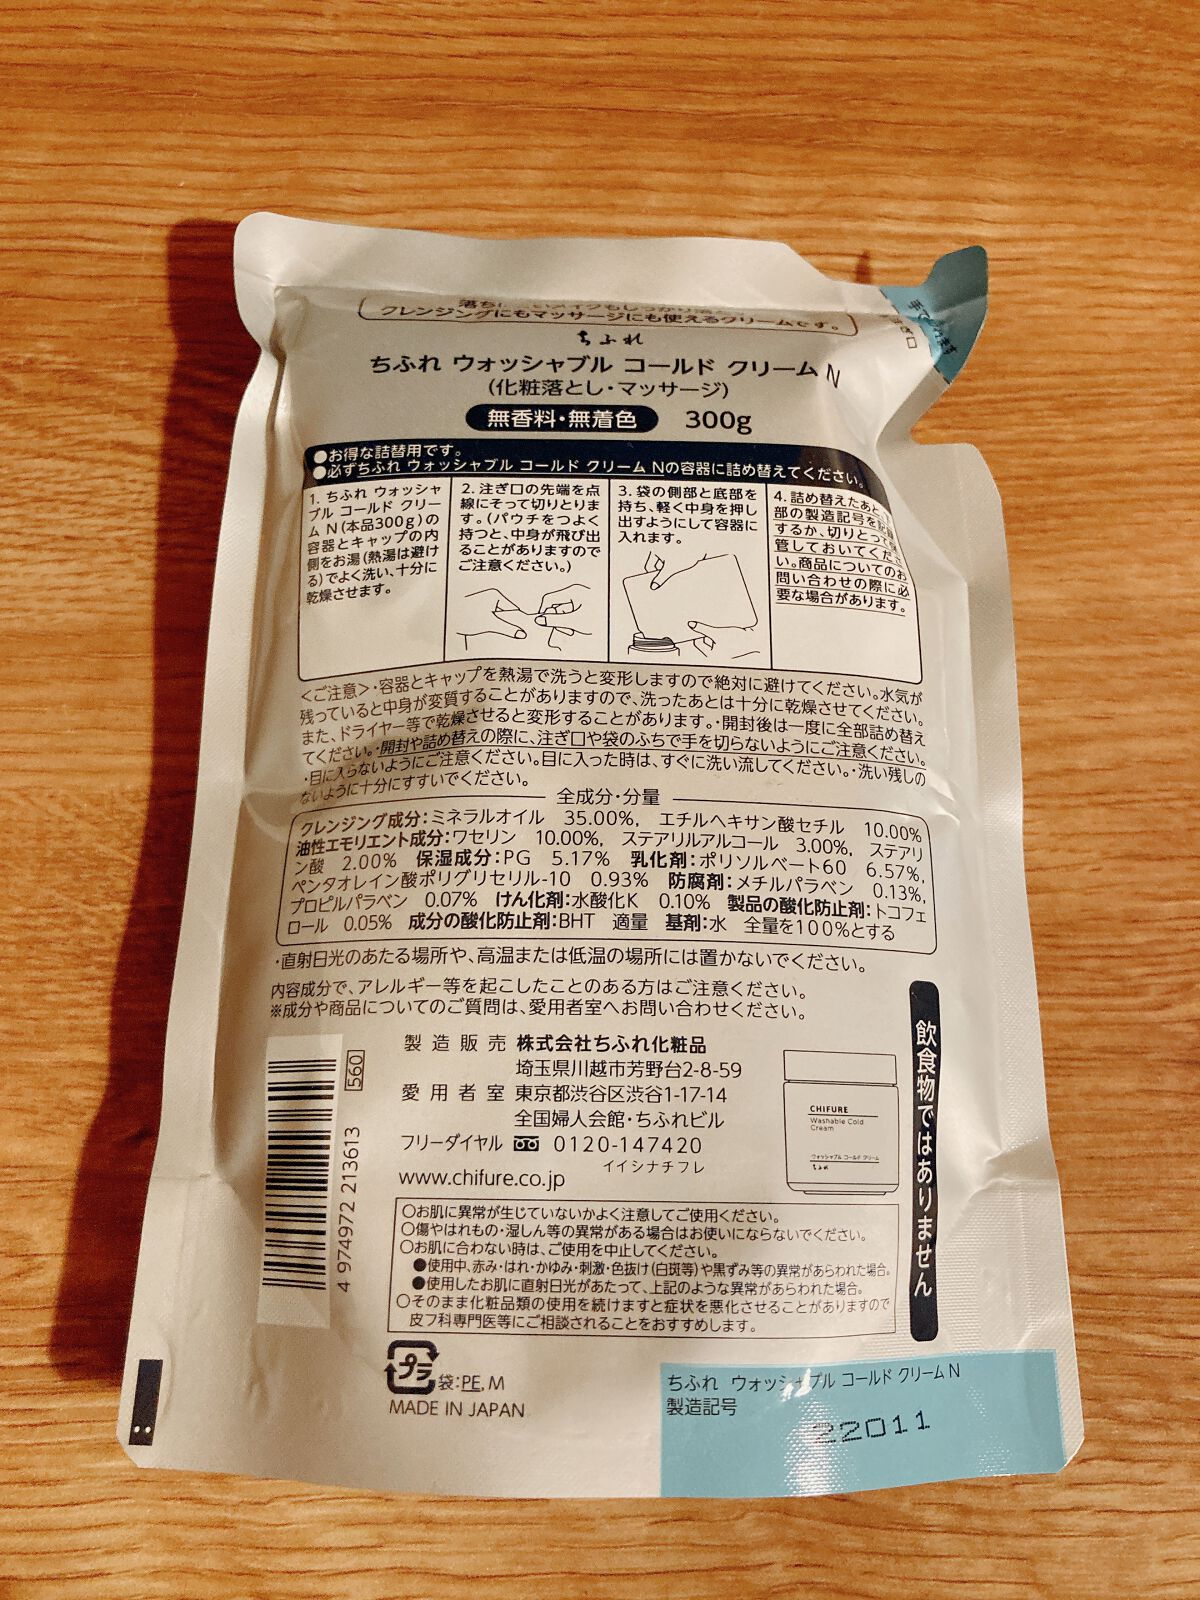 クレンジングにもマッサージにも使えるクリームです。
手で切れます
ちふれ
ちふれ ウォッシャブル コールド クリーム N
(化粧落とし・マッサージ)
無香料・無着色 300g
●お得な詰替用です。
●必ずちふれ ウォッシャブル コールド クリーム Nの容器に詰め替えてください。
1. ちふれ ウォッシャ
ブル コールド クリー
ム N(本品300g)の
容器とキャップの内
側をお湯(熱湯は避け
る)でよく洗い、十分に
乾燥させます。
2. 注ぎ口の先端を点
線にそって切りとりま
す。(パウチをつよく
持つと、中身が飛び出
ることがありますので
ご注意ください。)
3. 袋の側部と底部を
持ち、軽く中身を押し
出すようにして容器に
入れます。
4. 詰め替えたあと
部の製造記号を
するか、切りとって
管しておいてくださ
い。商品についてのお
問い合わせの際に必
要な場合があります。
<ご注意>・容器とキャップを熱湯で洗うと変形しますので絶対に避けてください。水気が
残っていると中身が変質することがありますので、洗ったあとは十分に乾燥させてください。
また、ドライヤー等で乾燥させると変形することがあります。・開封後は一度に全部詰め替え
てください。・開封や詰め替えの際に、注ぎ口や袋のふちで手を切らないようにご注意ください。
・目に入らないようにご注意ください。目に入った時は、すぐに洗い流してください。・洗い残しの
ないように十分にすすいでください。
全成分・分量
クレンジング成分:ミネラルオイル 35.00%, エチルヘキサン酸セチル 10.00%
油性エモリエント成分:ワセリン 10.00%, ステアリルアルコール 3.00%, ステアリ
ン酸 2.00% 保湿成分:PG 5.17% 乳化剤:ポリソルベート60 6.57%,
ペンタオレイン酸ポリグリセリル-10 0.93% 防腐剤:メチルパラベン 0.13%,
プロピルパラベン 0.07% けん化剤:水酸化K 0.10% 製品の酸化防止剤:トコフェ
ロール 0.05% 成分の酸化防止剤:BHT 適量 基剤:水 全量を100%とする
・直射日光のあたる場所や、高温または低温の場所には置かないでください。
内容成分で、アレルギー等を起こしたことのある方はご注意ください。
※成分や商品についてのご質問は、愛用者室へお問い合わせください。
製造販売 株式会社ちふれ化粧品
埼玉県川越市芳野台2-8-59
愛用者室 東京都渋谷区渋谷1-17-14
全国婦人会館・ちふれビル
フリーダイヤル 0120-147420
イイシナチフレ
www.chifure.co.jp
560
4 974972 213613
CHIFURE
Washable Cold
Cream
ウォッシャブル コールド クリーム
ちふれ
飲食物ではありません
○お肌に異常が生じていないかよく注意してご使用ください。
○傷やはれもの・湿しん等の異常がある場合はお使いにならないでください。
○お肌に合わない時は、ご使用を中止してください。
●使用中、赤み・はれ・かゆみ・刺激・色抜け(白斑等)や黒ずみ等の異常があらわれた場合。
●使用したお肌に直射日光があたって、上記のような異常があらわれた場合。
○そのまま化粧品類の使用を続けますと症状を悪化させることがありますので
皮フ科専門医等にご相談されることをおすすめします。
プラ 袋:PE, M
MADE IN JAPAN
ちふれ ウォッシャブル コールド クリーム N
製造記号
22011